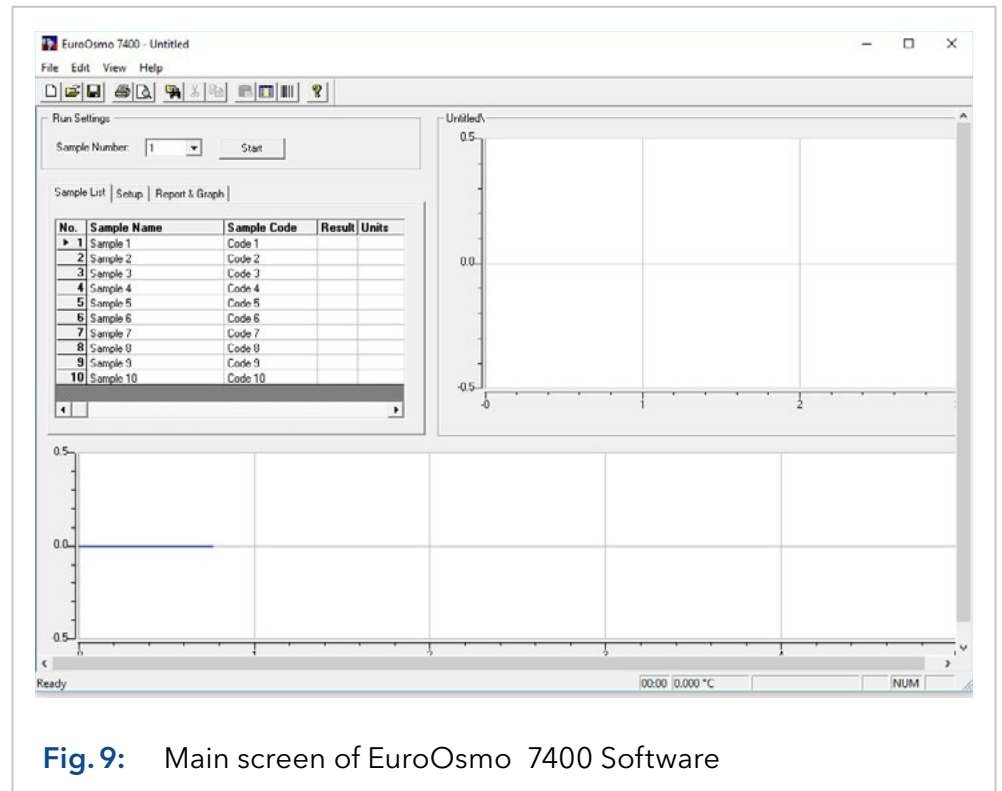 EuroOsmo 7400 - Untitled
File Edit View Help
Run Settings
Sample Number: 1 Start
Sample List Setup Report & Graph
No. Sample Name Sample Code Result Units
1 Sample 1 Code 1
2 Sample 2 Code 2
3 Sample 3 Code 3
4 Sample 4 Code 4
5 Sample 5 Code 5
6 Sample 6 Code 6
7 Sample 7 Code 7
8 Sample 8 Code 8
9 Sample 9 Code 9
10 Sample 10 Code 10
Untitled\
0.5
0.0
-0.5
-0 1 2
0.5
0.0
-0.5
0 1 2 3 4
Ready 00:00 0.000 °C NUM
Fig. 9: Main screen of EuroOsmo 7400 Software